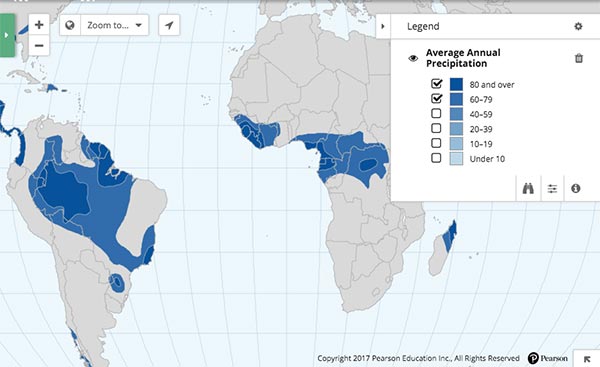 +
Zoom to...
−
Legend
Average Annual
Precipitation
80 and over
60–79
40–59
20–39
10–19
Under 10
Copyright 2017 Pearson Education Inc., All Rights Reserved
Pearson